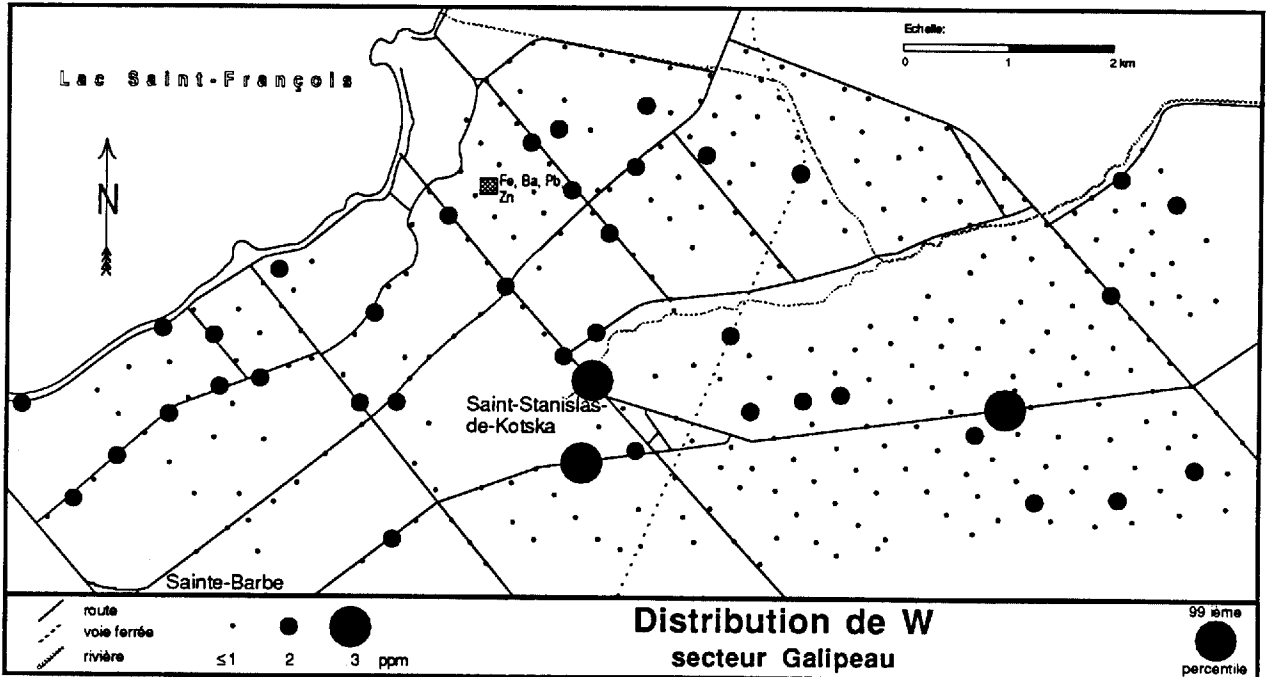 Echelle:
0 1 2 km
Lac Saint-François
N
Fe, Ba, Pb
Zn
Saint-Stanislas-
de-Kotska
Sainte-Barbe
route
voie ferrée
rivière
≤1 2 3 ppm
Distribution de W
secteur Galipeau
99 ième
percentile